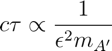 cτ ∝ 1 / (ε² m_{A′})